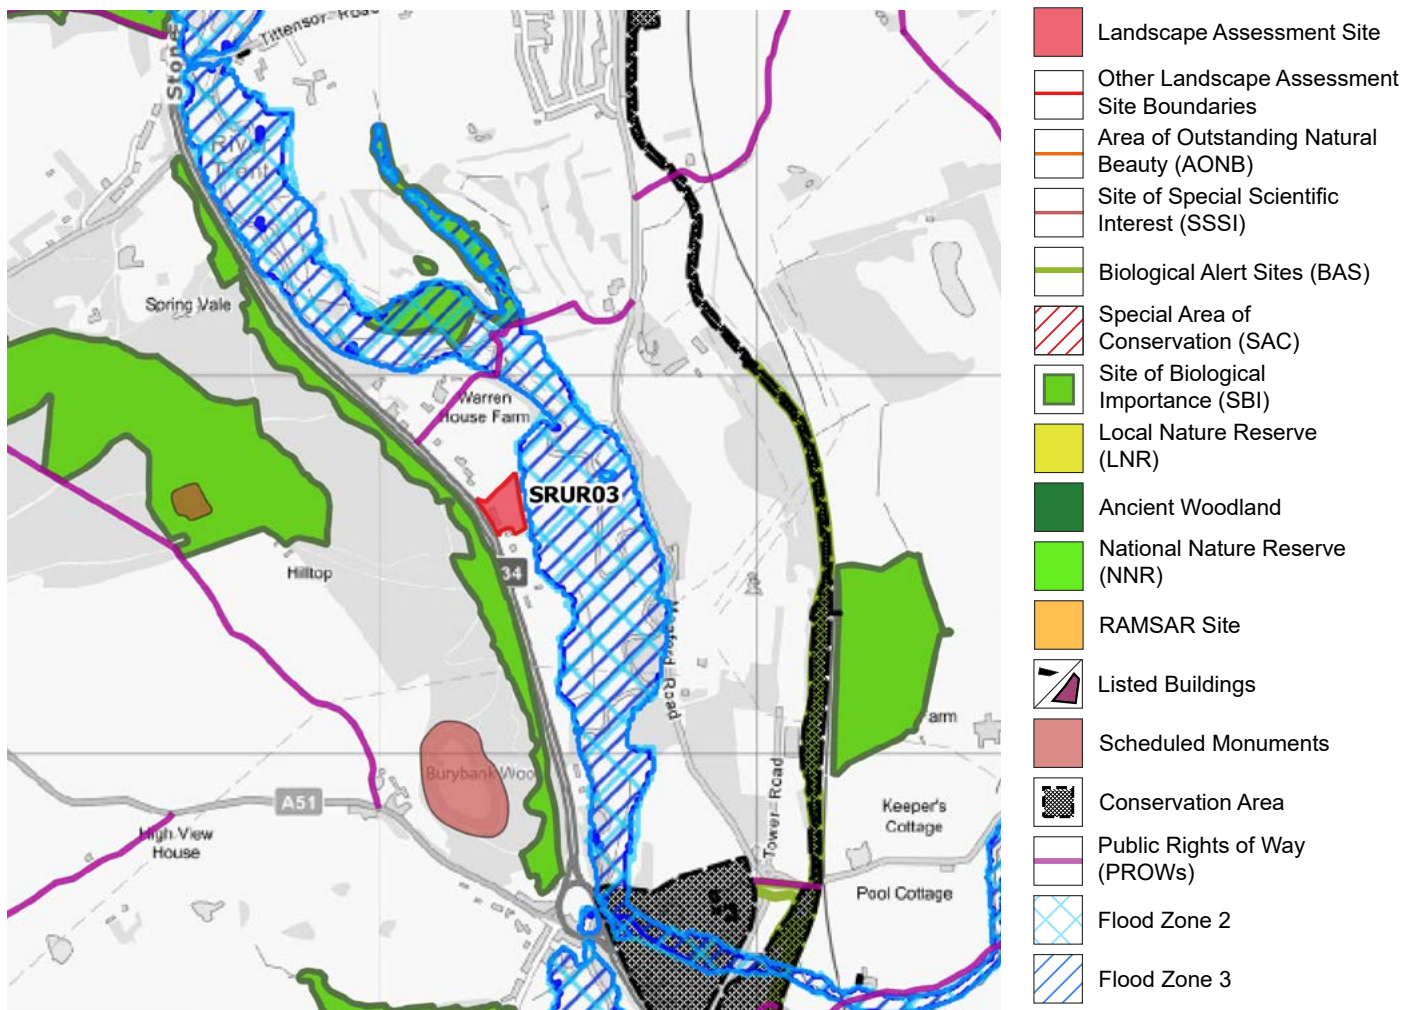 Tittensor Road
Stone
River
Trent
Spring Vale
Warren
House Farm
SRUR03
Hilltop
34
Road
Burybank Woo
arm
A51
High View
House
Tower Road
Keeper's
Cottage
Pool Cottage
Landscape Assessment Site
Other Landscape Assessment
Site Boundaries
Area of Outstanding Natural
Beauty (AONB)
Site of Special Scientific
Interest (SSSI)
Biological Alert Sites (BAS)
Special Area of
Conservation (SAC)
Site of Biological
Importance (SBI)
Local Nature Reserve
(LNR)
Ancient Woodland
National Nature Reserve
(NNR)
RAMSAR Site
Listed Buildings
Scheduled Monuments
Conservation Area
Public Rights of Way
(PROWs)
Flood Zone 2
Flood Zone 3